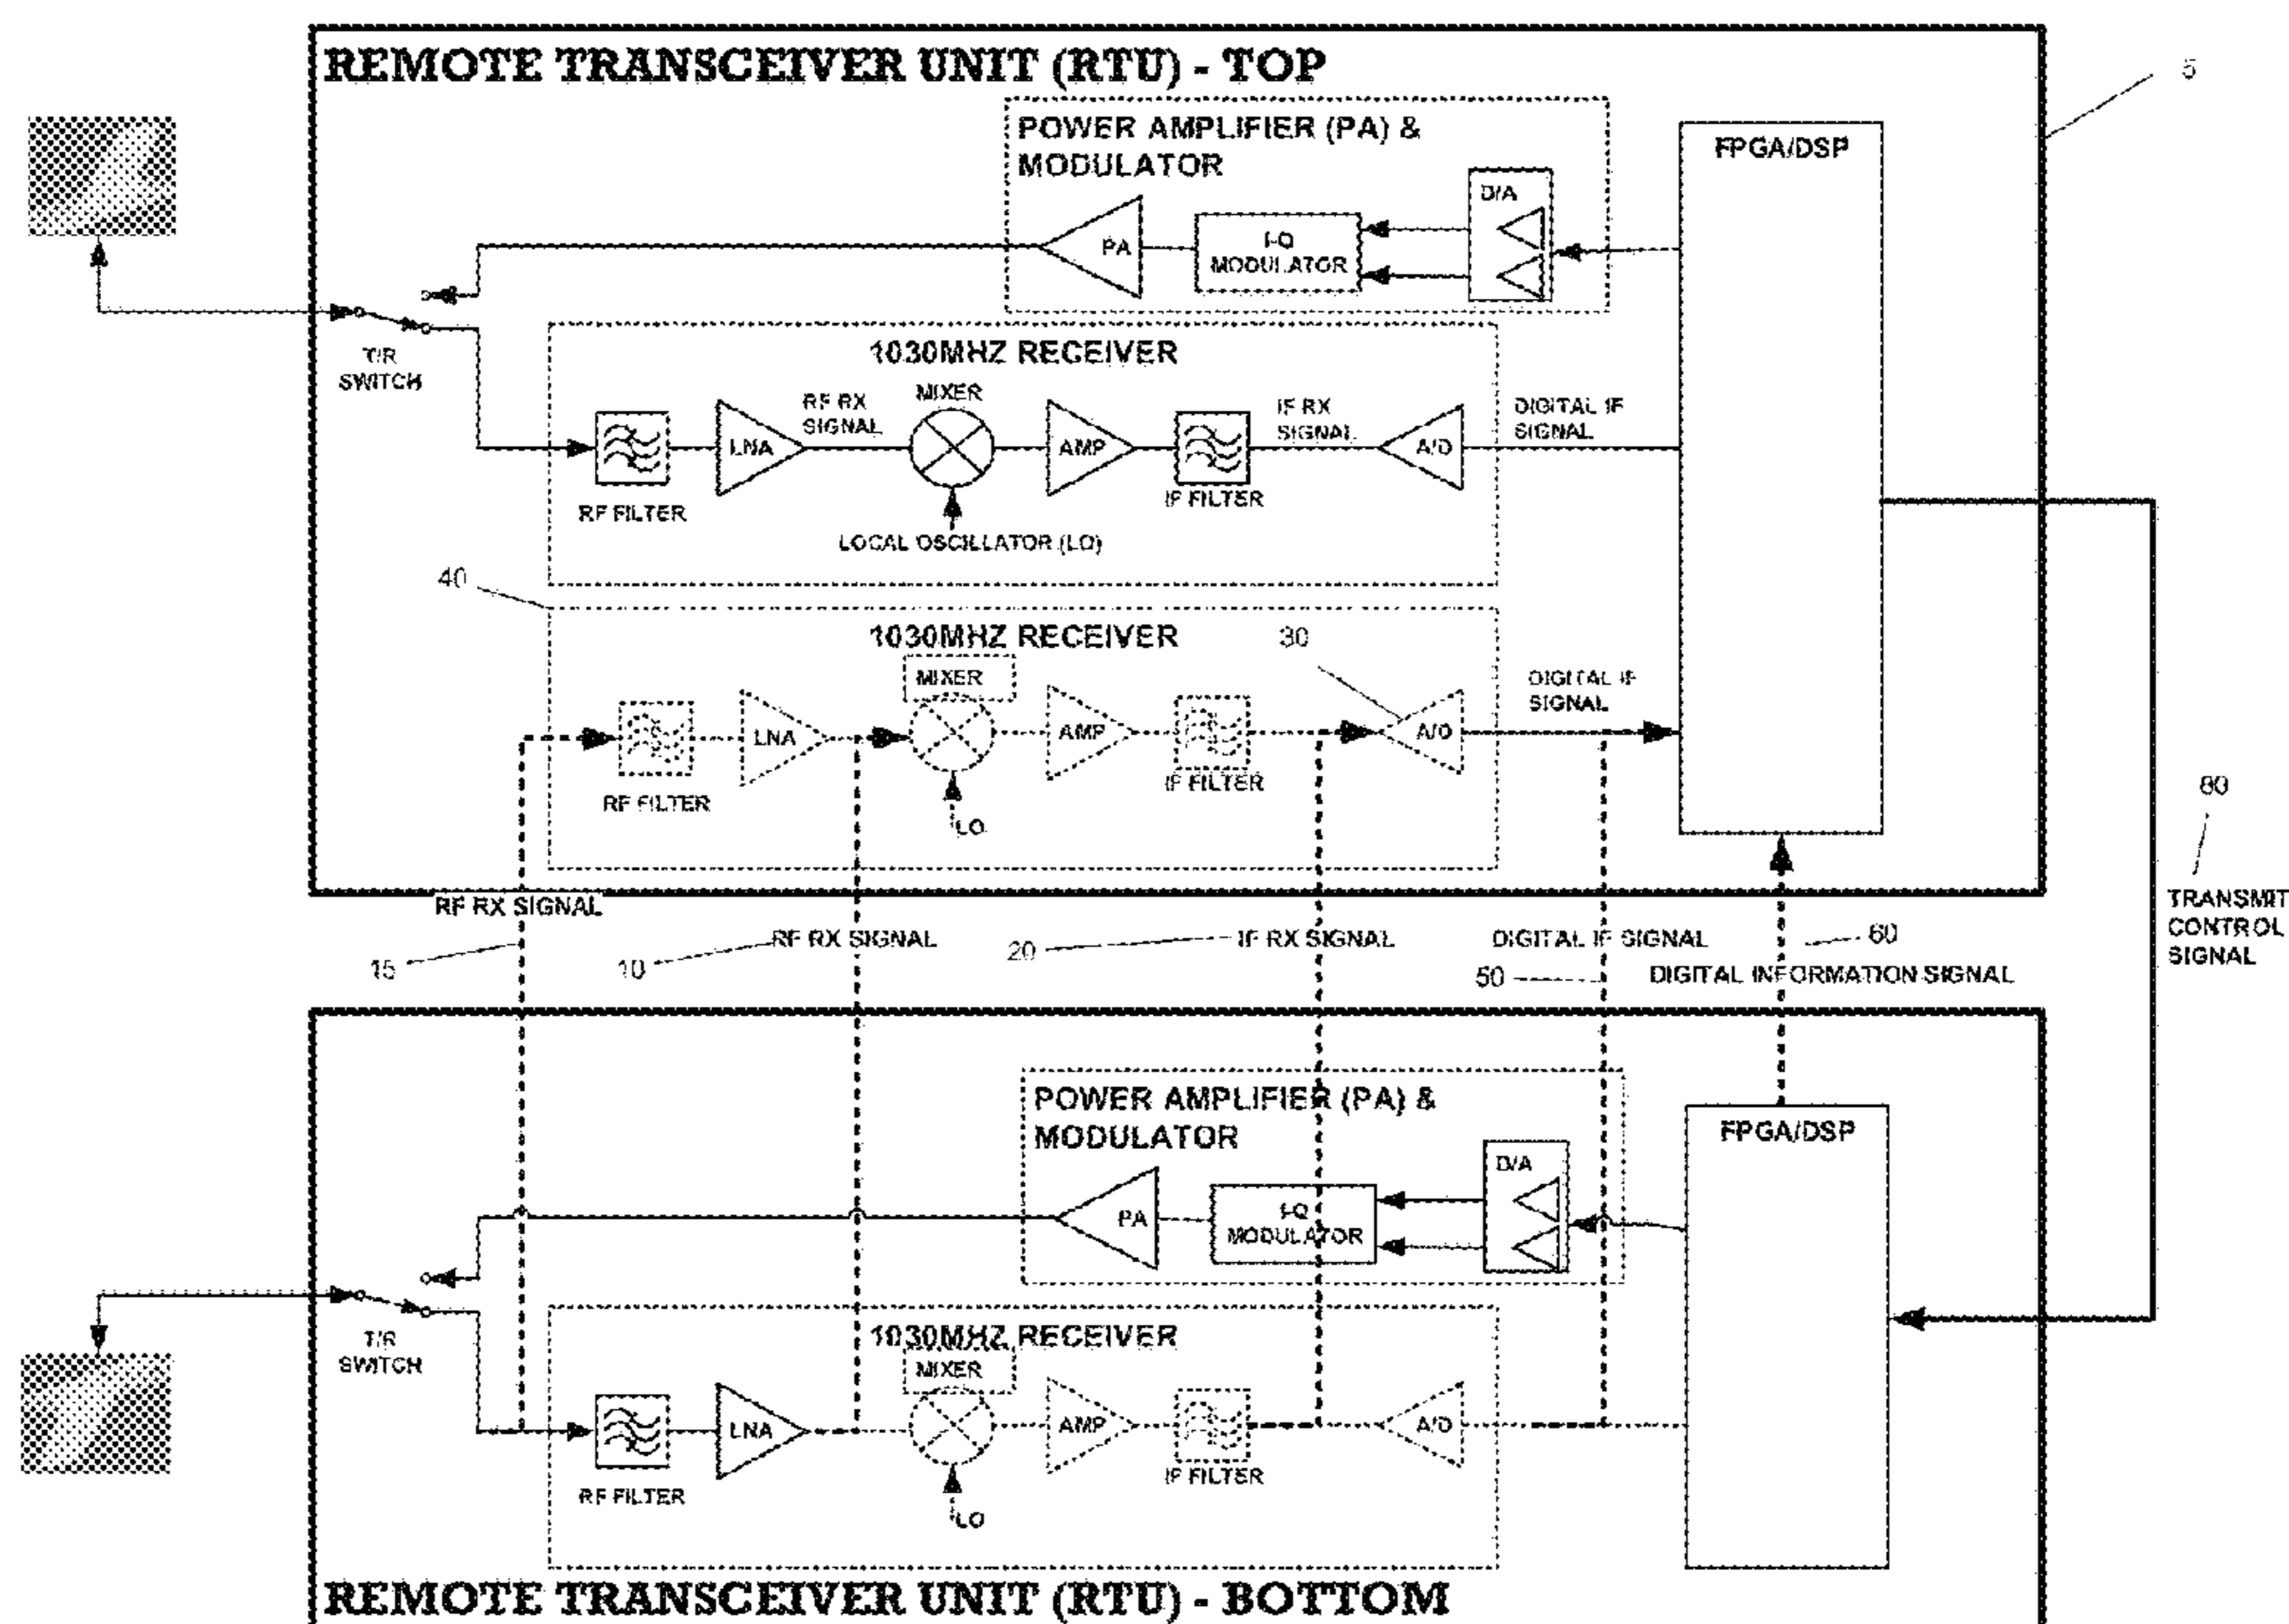 REMOTE TRANSCEIVER UNIT (RTU) - TOP
5
POWER AMPLIFIER (PA) &
MODULATOR
FPGA/DSP
D/A
PA
I-Q
MODULATOR
T/R
SWITCH
1030MHZ RECEIVER
RF RX
SIGNAL
MIXER
IF RX
SIGNAL
DIGITAL IF
SIGNAL
LNA
AMP
A/D
RF FILTER
IF FILTER
LOCAL OSCILLATOR (LO)
40
1030MHZ RECEIVER
30
MIXER
DIGITAL IF
SIGNAL
LNA
AMP
A/D
RF FILTER
IF FILTER
LO
80
TRANSMIT
CONTROL
SIGNAL
RF RX SIGNAL
15
10
RF RX SIGNAL
20
IF RX SIGNAL
DIGITAL IF SIGNAL
50
60
DIGITAL INFORMATION SIGNAL
POWER AMPLIFIER (PA) &
MODULATOR
FPGA/DSP
D/A
PA
I-Q
MODULATOR
T/R
SWITCH
1030MHZ RECEIVER
MIXER
LNA
AMP
A/D
RF FILTER
IF FILTER
LO
REMOTE TRANSCEIVER UNIT (RTU) - BOTTOM